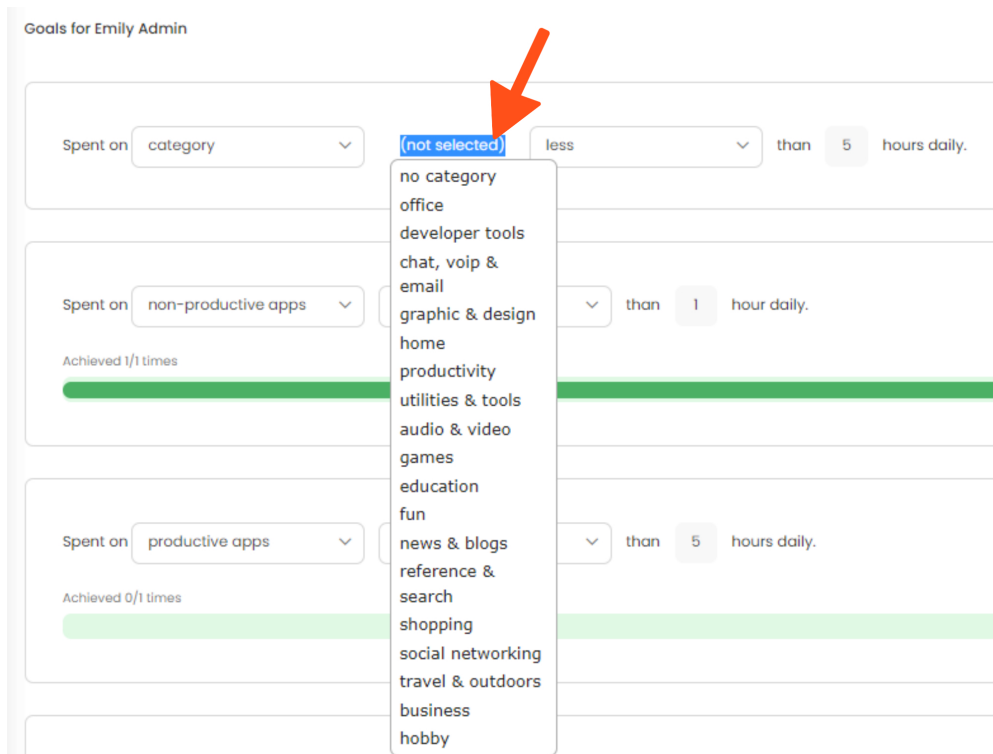 Goals for Emily Admin
Spent on category (not selected) less than 5 hours daily.
no category
office
developer tools
chat, voip &
email
graphic & design
home
productivity
utilities & tools
audio & video
games
education
fun
news & blogs
reference &
search
shopping
social networking
travel & outdoors
business
hobby
Spent on non-productive apps than 1 hour daily.
Achieved 1/1 times
Spent on productive apps than 5 hours daily.
Achieved 0/1 times